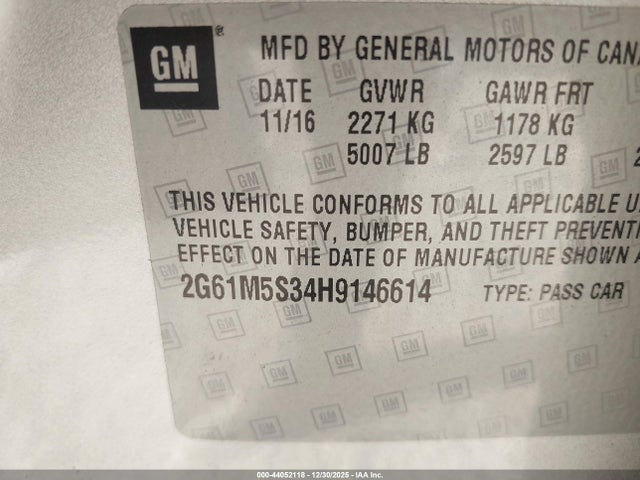 GM®
MFD BY GENERAL MOTORS OF CAN
DATE GVWR GAWR FRT
11/16 2271 KG 1178 KG
5007 LB 2597 LB 2
THIS VEHICLE CONFORMS TO ALL APPLICABLE U.
VEHICLE SAFETY, BUMPER, AND THEFT PREVENTI
EFFECT ON THE DATE OF MANUFACTURE SHOWN A
2G61M5S34H9146614 TYPE: PASS CAR
000-44052118 - 12/30/2025 - IAA Inc.